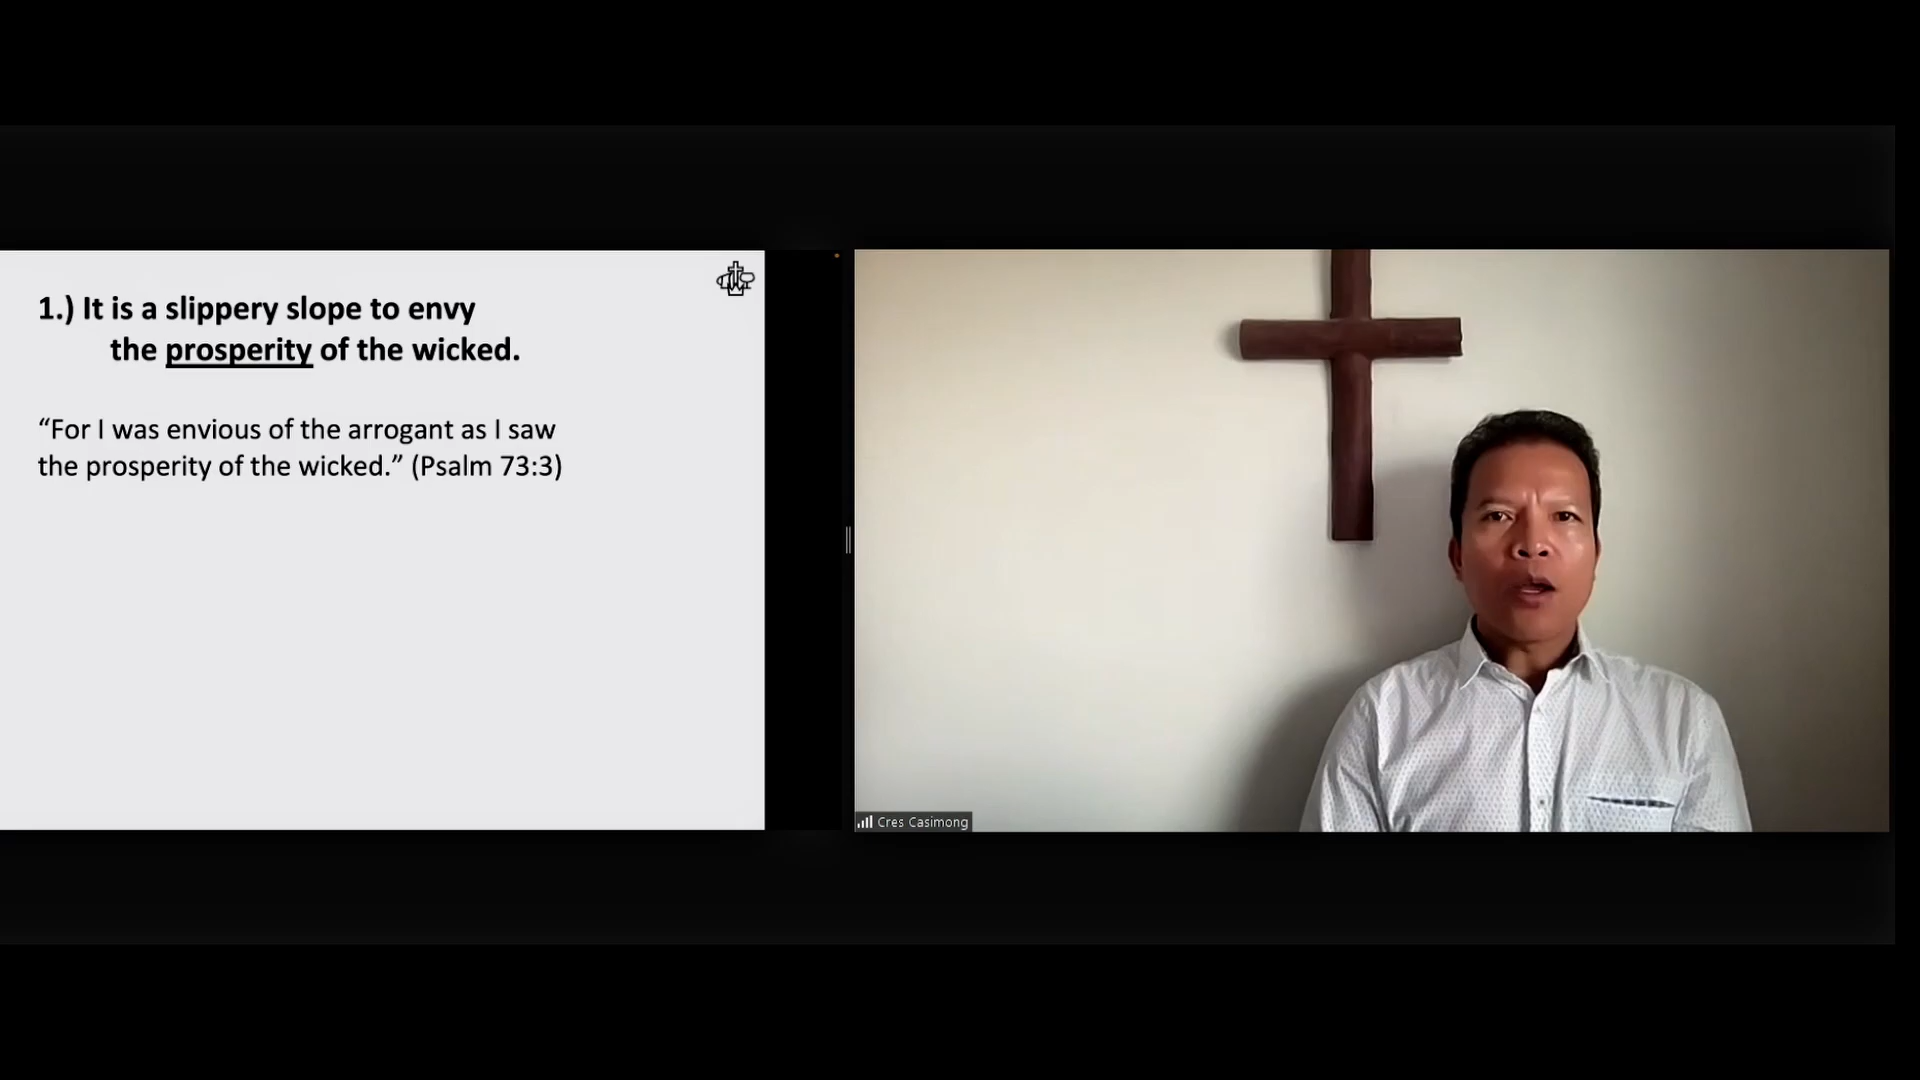 1.) It is a slippery slope to envy
the prosperity of the wicked.
“For I was envious of the arrogant as I saw
the prosperity of the wicked.” (Psalm 73:3)
Cres Casimong